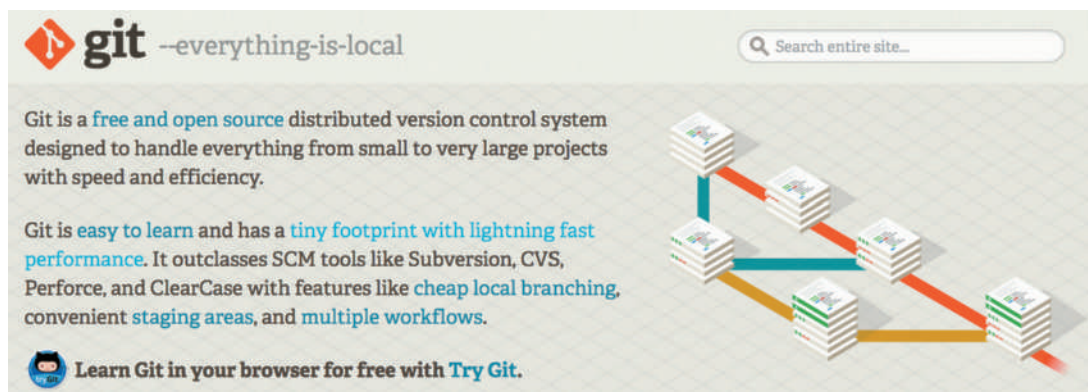 git --everything-is-local
Search entire site...
Git is a free and open source distributed version control system
designed to handle everything from small to very large projects
with speed and efficiency.
Git is easy to learn and has a tiny footprint with lightning fast
performance. It outclasses SCM tools like Subversion, CVS,
Perforce, and ClearCase with features like cheap local branching,
convenient staging areas, and multiple workflows.
tryGit
Learn Git in your browser for free with Try Git.